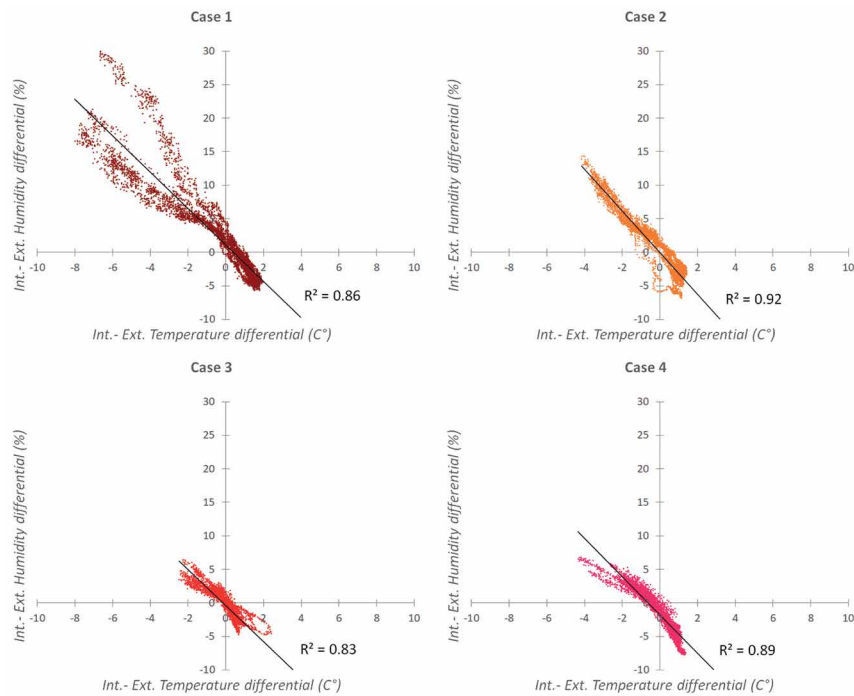 Case 1
Int.- Ext. Humidity differential (%)
30
25
20
15
10
5
0
-5
-10
-10 -8 -6 -4 -2 0 2 4 6 8 10
R² = 0.86
Int.- Ext. Temperature differential (C°)
Case 2
Int.- Ext. Humidity differential (%)
30
25
20
15
10
5
0
-5
-10
-10 -8 -6 -4 -2 0 2 4 6 8 10
R² = 0.92
Int.- Ext. Temperature differential (C°)
Case 3
Int.- Ext. Humidity differential (%)
30
25
20
15
10
5
0
-5
-10
-10 -8 -6 -4 -2 0 2 4 6 8 10
R² = 0.83
Int.- Ext. Temperature differential (C°)
Case 4
Int.- Ext. Humidity differential (%)
30
25
20
15
10
5
0
-5
-10
-10 -8 -6 -4 -2 0 2 4 6 8 10
R² = 0.89
Int.- Ext. Temperature differential (C°)